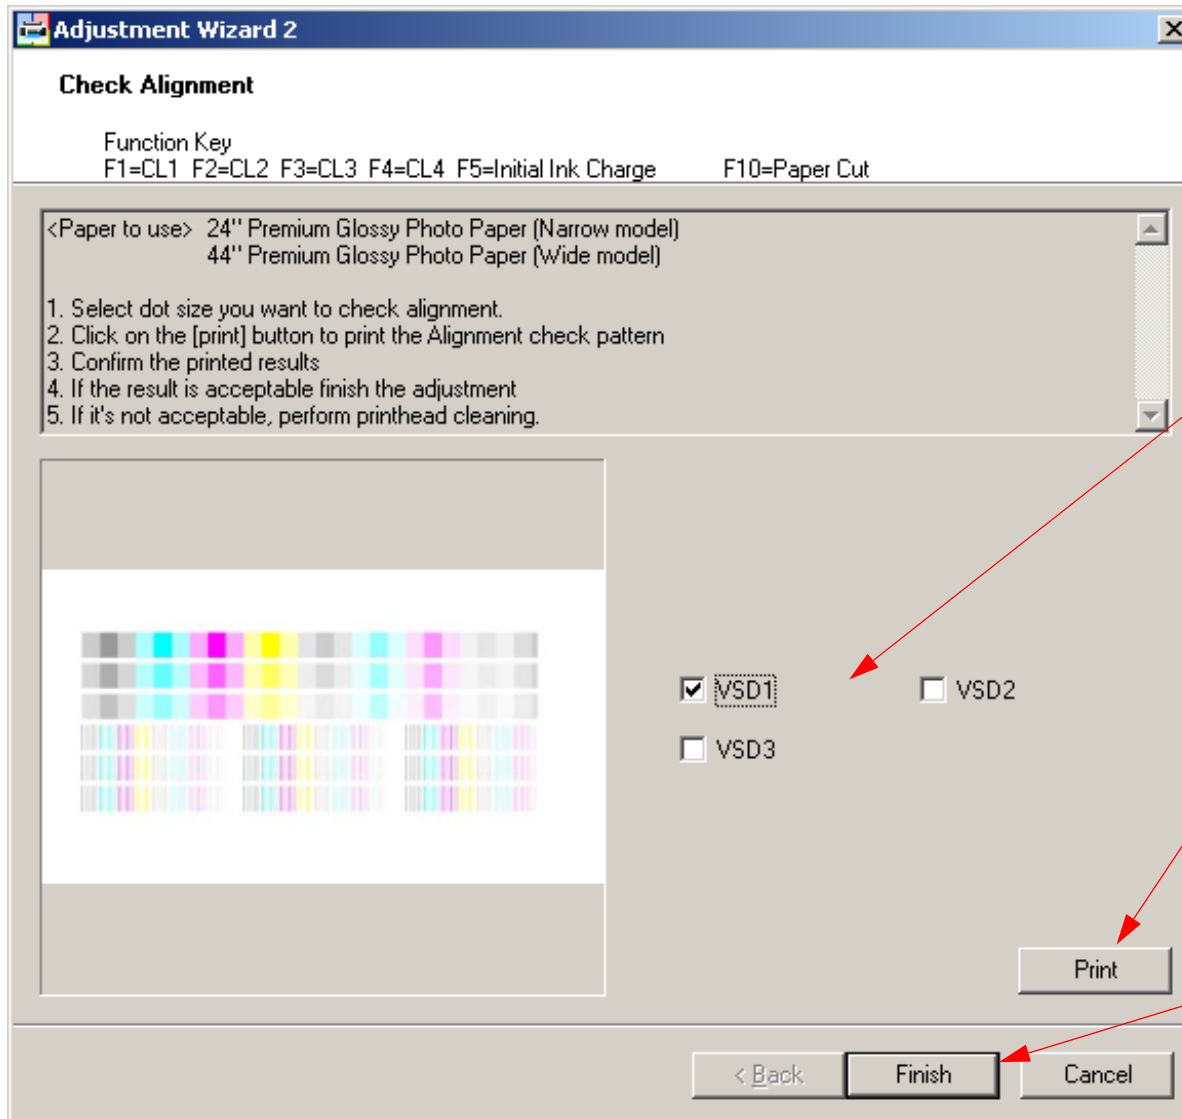 Adjustment Wizard 2
Check Alignment
Function Key
F1=CL1 F2=CL2 F3=CL3 F4=CL4 F5=Initial Ink Charge F10=Paper Cut
<Paper to use> 24" Premium Glossy Photo Paper (Narrow model)
44" Premium Glossy Photo Paper (Wide model)
1. Select dot size you want to check alignment.
2. Click on the [print] button to print the Alignment check pattern
3. Confirm the printed results
4. If the result is acceptable finish the adjustment
5. If it's not acceptable, perform printhead cleaning.
VSD1 VSD2
VSD3
Print
< Back Finish Cancel